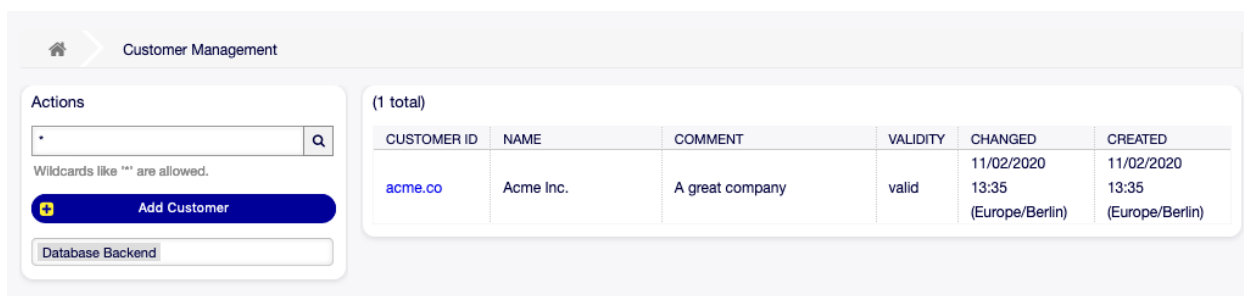 Customer Management
Actions
*
Wildcards like '*' are allowed.
Add Customer
Database Backend
(1 total)
CUSTOMER ID NAME COMMENT VALIDITY CHANGED CREATED
acme.co Acme Inc. A great company valid 11/02/2020 13:35 (Europe/Berlin) 11/02/2020 13:35 (Europe/Berlin)